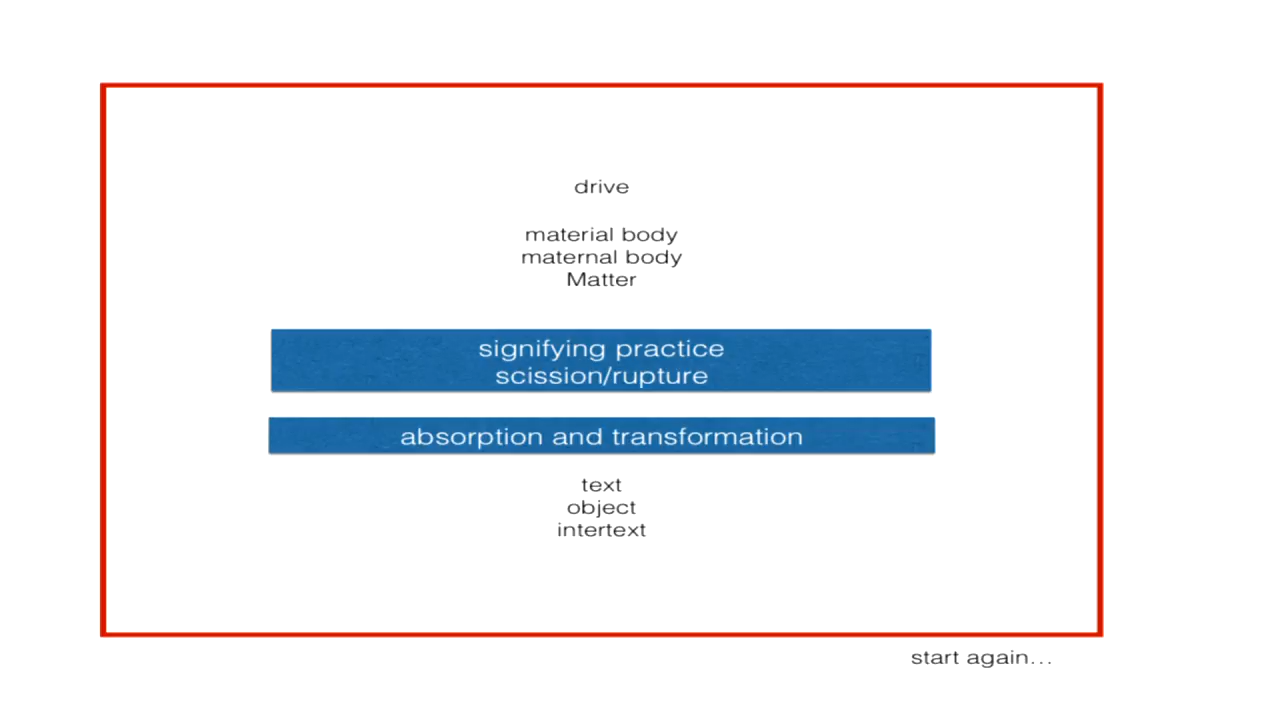 drive
material body
maternal body
Matter
signifying practice
scission/rupture
absorption and transformation
text
object
intertext
start again...